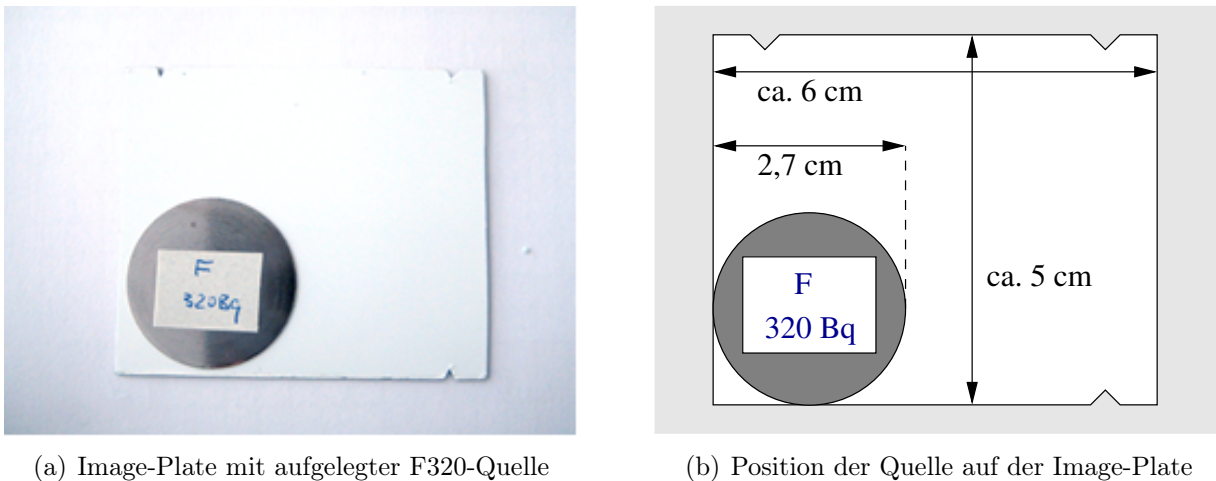 F
320Bq
ca. 6 cm
2,7 cm
ca. 5 cm
F
320 Bq
(a) Image-Plate mit aufgelegter F320-Quelle
(b) Position der Quelle auf der Image-Plate